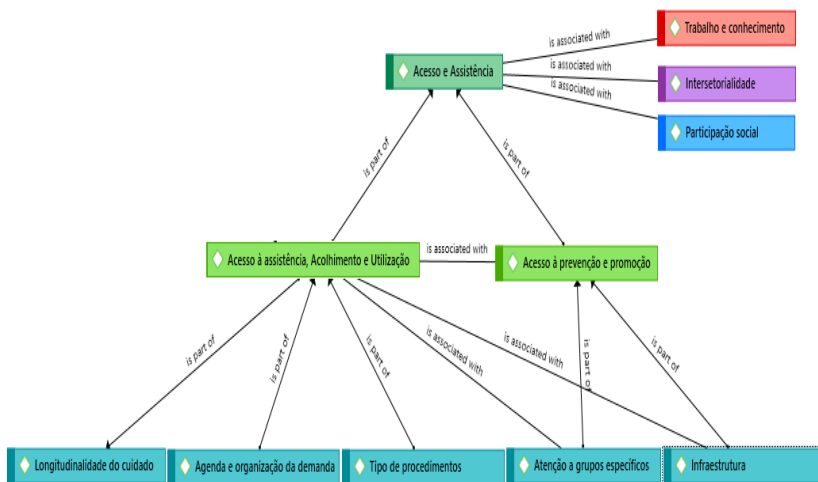 Trabalho e conhecimento
is associated with
Acesso e Assistência
is associated with
Intersetorialidade
is associated with
Participação social
is part of
is part of
Acesso à assistência, Acolhimento e Utilização
is associated with
Acesso à prevenção e promoção
is part of
is part of
is part of
is associated with
is associated with
is part of
is part of
Longitudinalidade do cuidado
Agenda e organização da demanda
Tipo de procedimentos
Atenção a grupos específicos
Infraestrutura